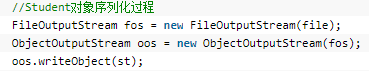 //Student对象序列化过程
FileOutputStream fos = new FileOutputStream(file);
ObjectOutputStream oos = new ObjectOutputStream(fos);
oos.writeObject(st);